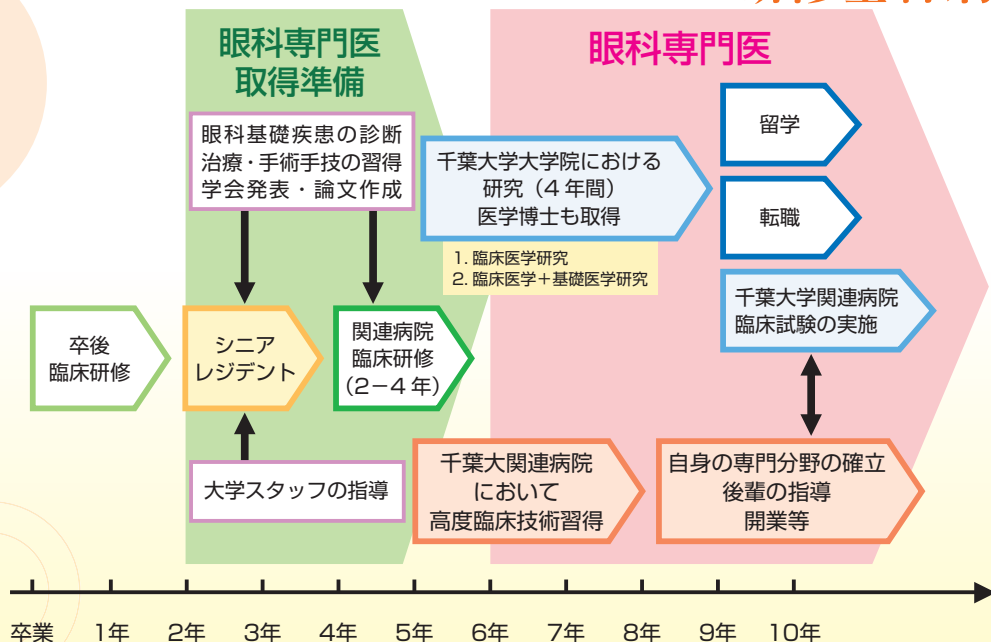 眼科専門医
取得準備
眼科専門医
眼科基礎疾患の診断
治療・手術手技の習得
学会発表・論文作成
千葉大学大学院における
研究（4年間）
医学博士も取得
1. 臨床医学研究
2. 臨床医学＋基礎医学研究
留学
転職
千葉大学関連病院
臨床試験の実施
卒後
臨床研修
シニア
レジデント
関連病院
臨床研修
(2－4年)
大学スタッフの指導
千葉大関連病院
において
高度臨床技術習得
自身の専門分野の確立
後輩の指導
開業等
卒業 1年 2年 3年 4年 5年 6年 7年 8年 9年 10年